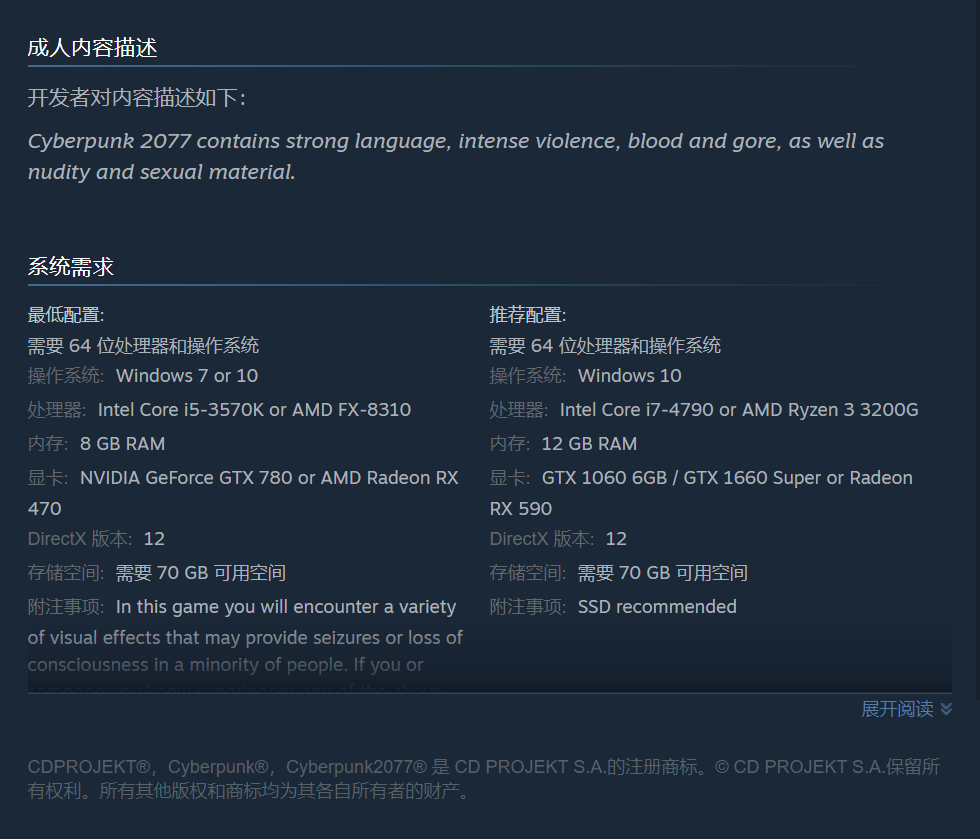 成人内容描述
开发者对内容描述如下：
Cyberpunk 2077 contains strong language, intense violence, blood and gore, as well as
nudity and sexual material.
系统需求
最低配置:
需要 64 位处理器和操作系统
操作系统: Windows 7 or 10
处理器: Intel Core i5-3570K or AMD FX-8310
内存: 8 GB RAM
显卡: NVIDIA GeForce GTX 780 or AMD Radeon RX
470
DirectX 版本: 12
存储空间: 需要 70 GB 可用空间
附注事项: In this game you will encounter a variety
of visual effects that may provide seizures or loss of
consciousness in a minority of people. If you or
推荐配置:
需要 64 位处理器和操作系统
操作系统: Windows 10
处理器: Intel Core i7-4790 or AMD Ryzen 3 3200G
内存: 12 GB RAM
显卡: GTX 1060 6GB / GTX 1660 Super or Radeon
RX 590
DirectX 版本: 12
存储空间: 需要 70 GB 可用空间
附注事项: SSD recommended
展开阅读
CDPROJEKT®，Cyberpunk®，Cyberpunk2077® 是 CD PROJEKT S.A.的注册商标。© CD PROJEKT S.A.保留所
有权利。所有其他版权和商标均为其各自所有者的财产。